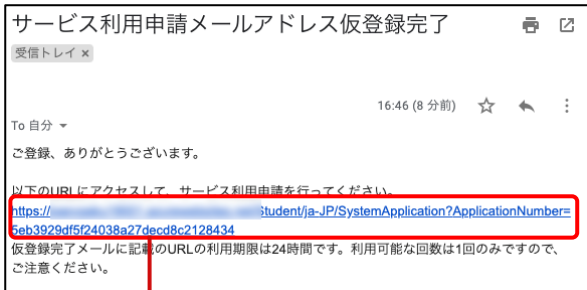 サービス利用申請メールアドレス仮登録完了
受信トレイ ×
16:46 (8 分前)
To 自分
ご登録、ありがとうございます。
以下のURLにアクセスして、サービス利用申請を行ってください。
https:// Student/ja-JP/SystemApplication?ApplicationNumber=
5eb3929df5f24038a27decd8c2128434
仮登録完了メールに記載のURLの利用期限は24時間です。利用可能な回数は1回のみですので、
ご注意ください。